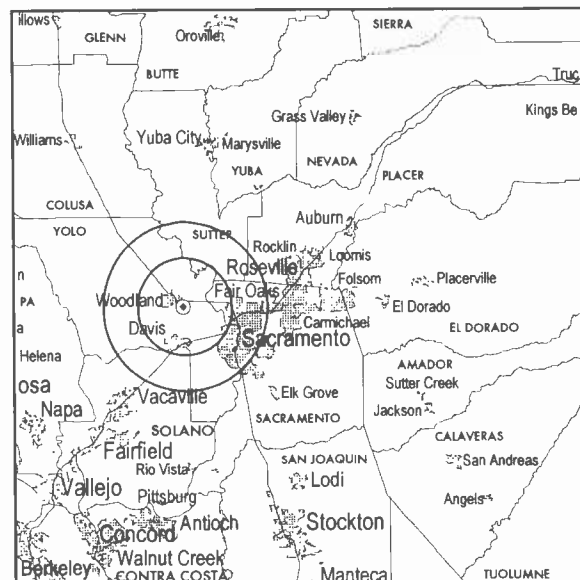 illows
GLENN
Oroville
SIERRA
BUTTE
Truc
Grass Valley
Kings Be
Williams
Yuba City
Marysville
YUBA
NEVADA
PLACER
COLUSA
YOLO
SUTTER
Auburn
Rocklin
Loomis
Roseville
n
Woodland
Fair Oaks
Folsom
Placerville
PA
El Dorado
a
Davis
Carmichael
EL DORADO
Sacramento
Helena
AMADOR
osa
Sutter Creek
Napa
Vacaville
Elk Grove
Jackson
SOLANO
SACRAMENTO
CALAVERAS
Fairfield
SAN JOAQUIN
San Andreas
Rio Vista
Lodi
Vallejo
Pittsburg
Angels
Antioch
Stockton
Concord
Walnut Creek
Berkeley
CONTRA COSTA
Manteca
TUOLUMNE